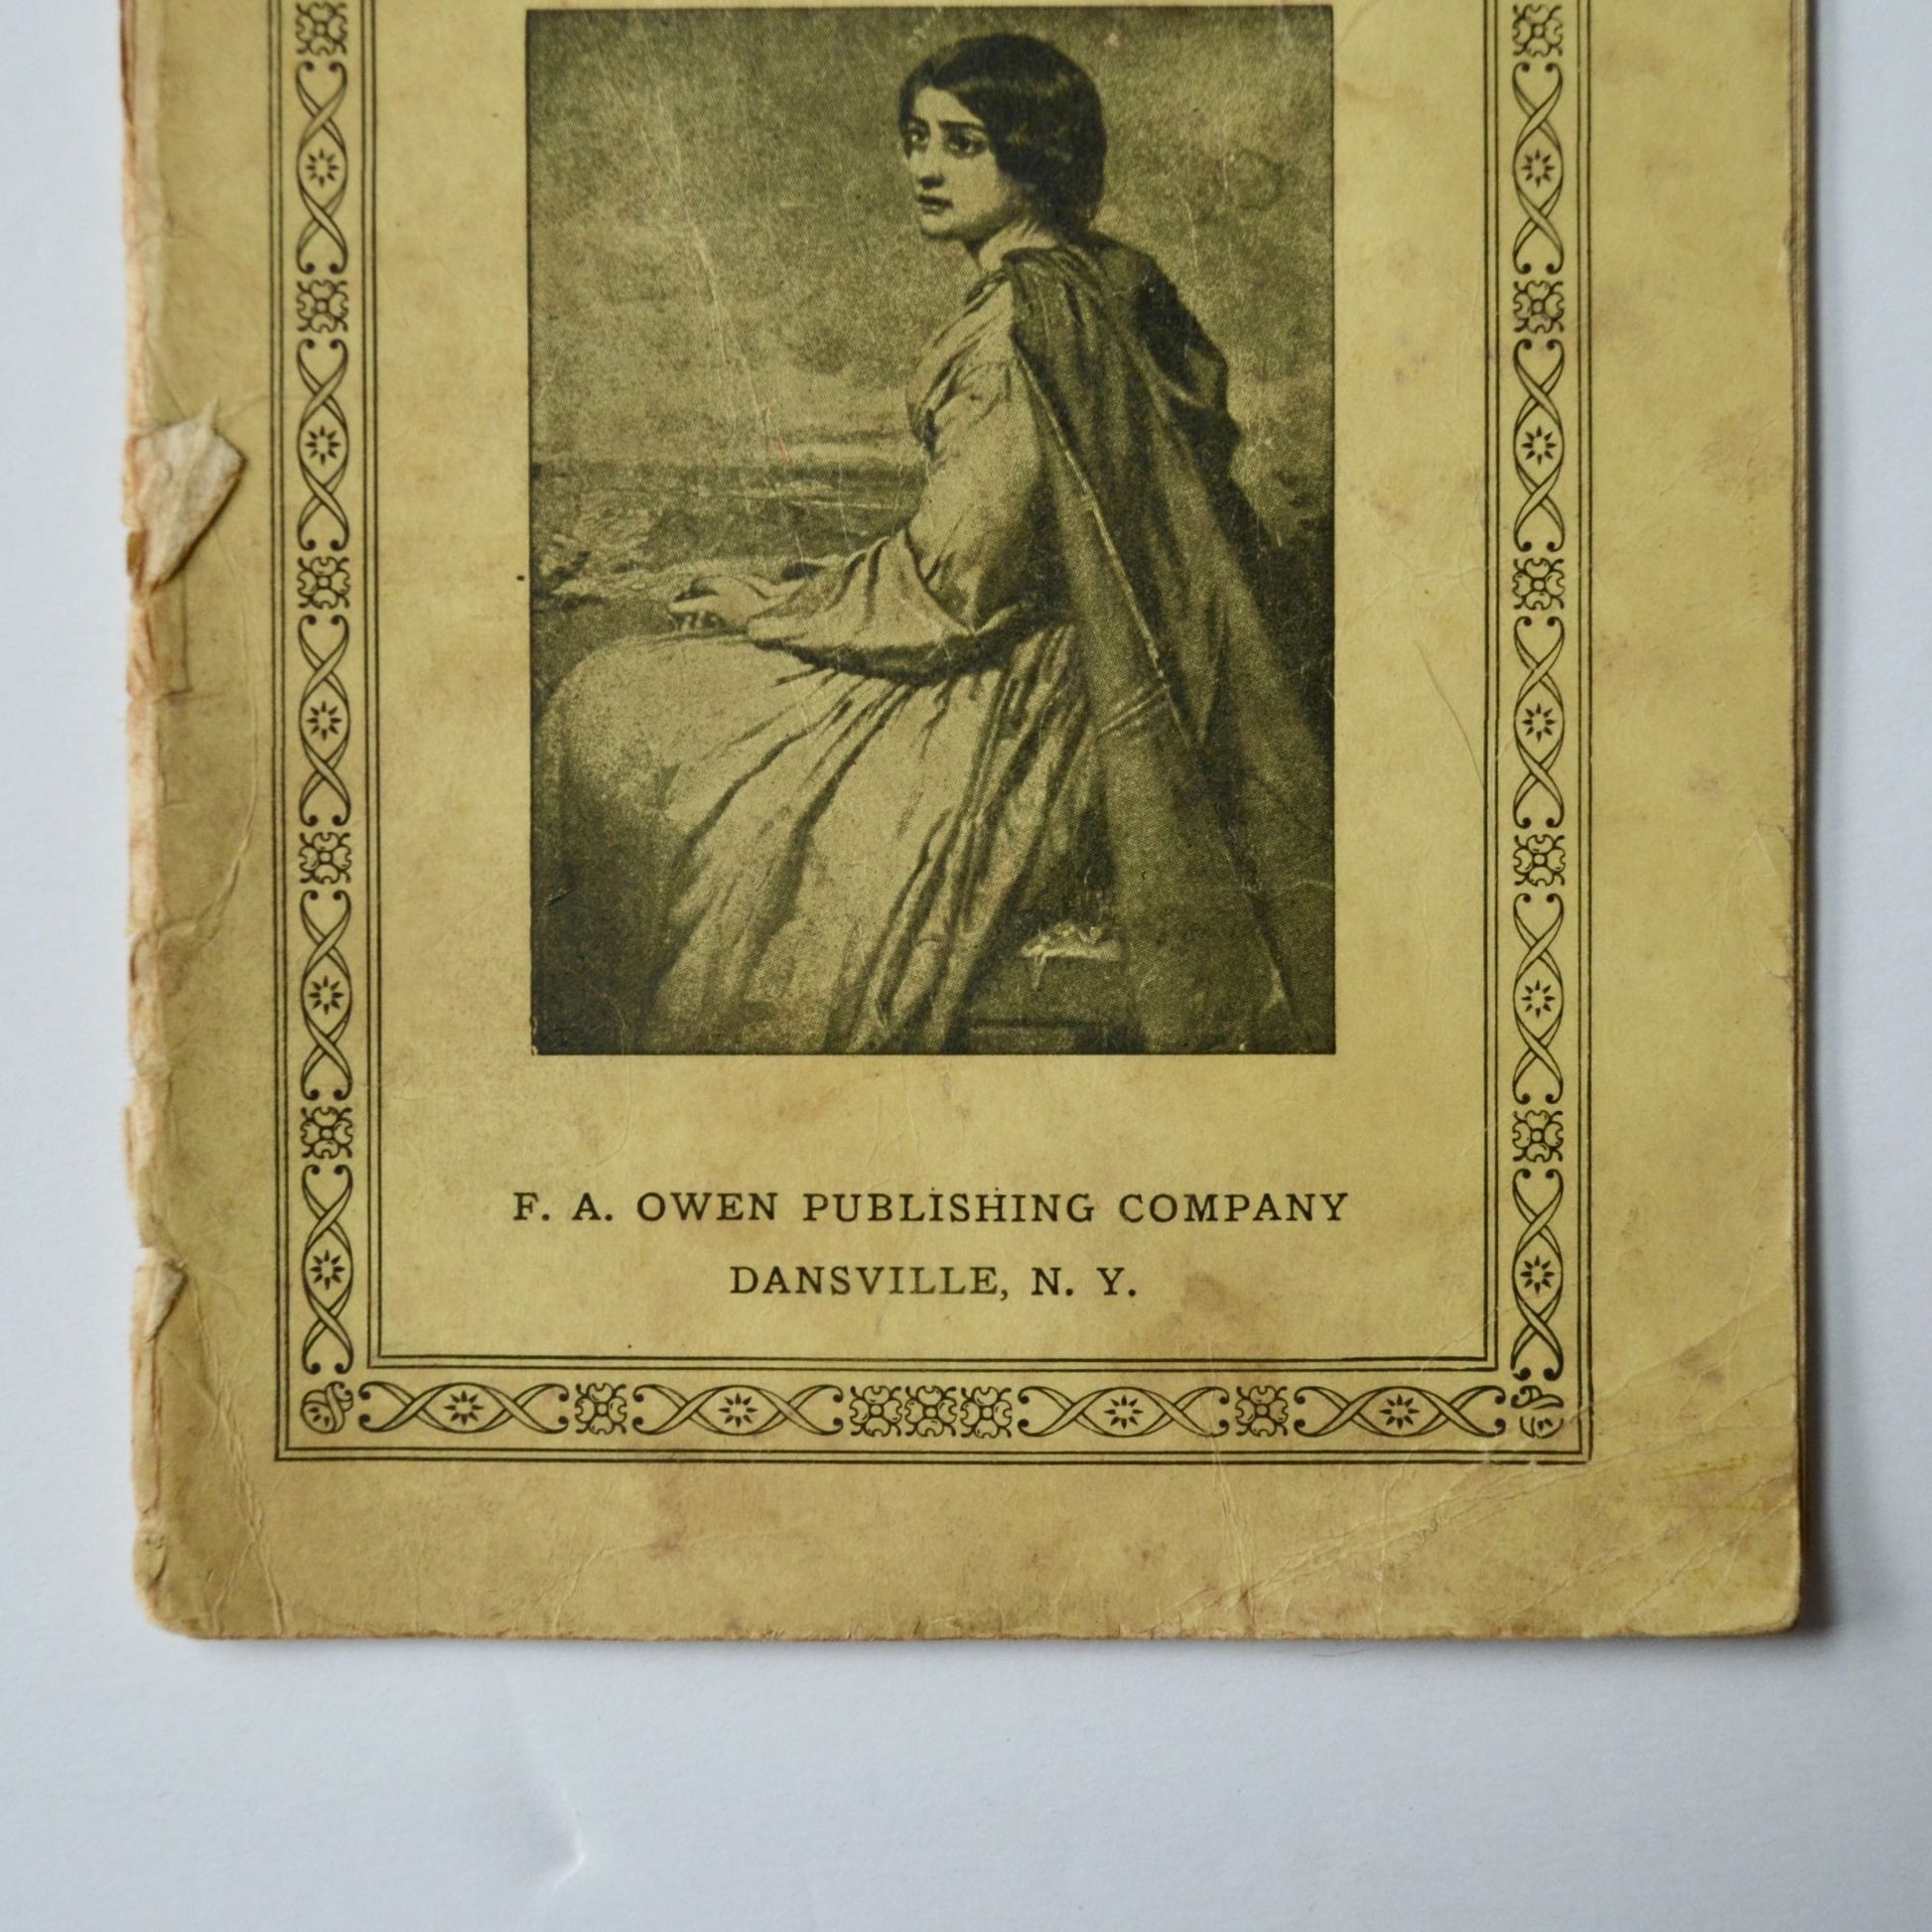 F. A. OWEN PUBLISHING COMPANY
DANSVILLE, N. Y.